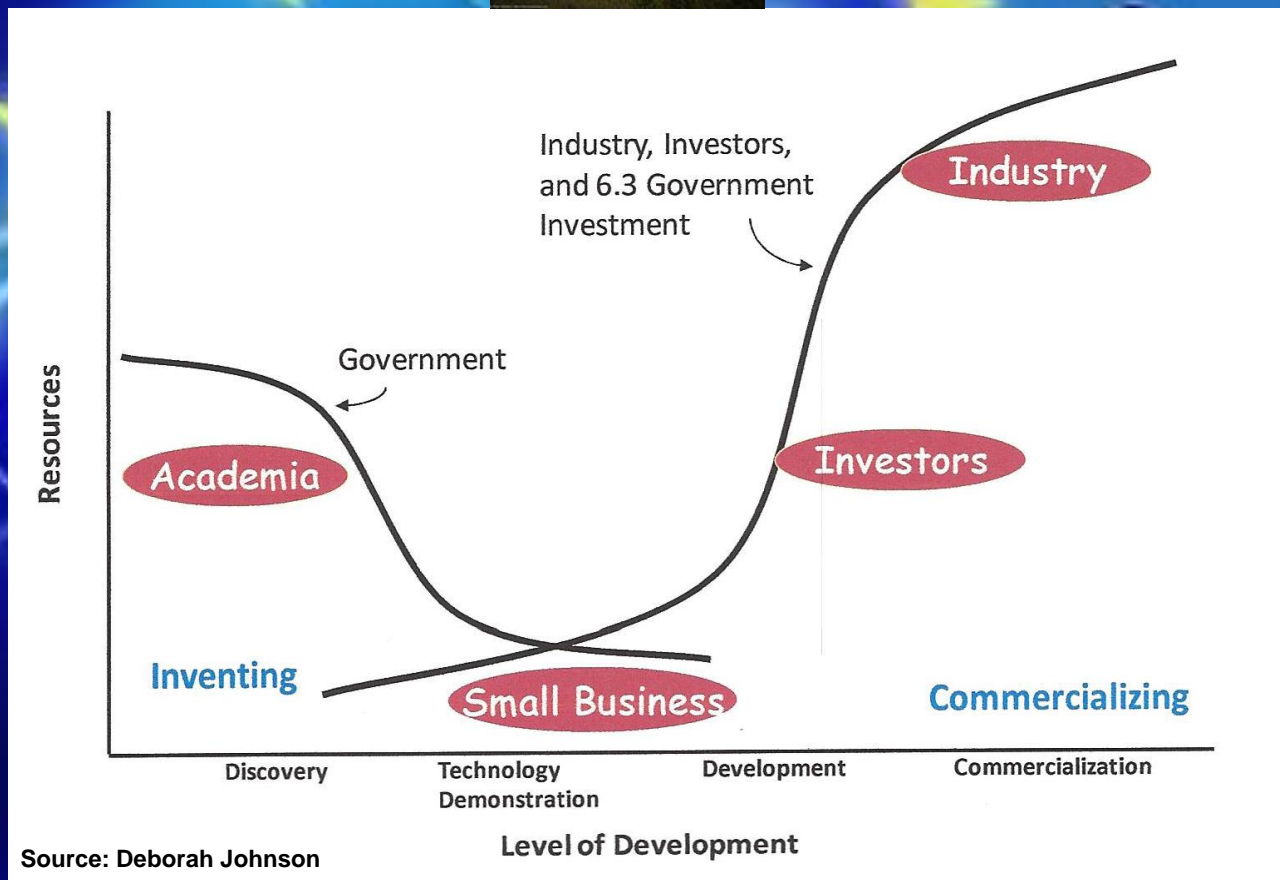 Industry, Investors,
and 6.3 Government
Investment
Industry
Government
Resources
Academia
Investors
Inventing
Small Business
Commercializing
Discovery
Technology
Demonstration
Development
Commercialization
Level of Development
Source: Deborah Johnson